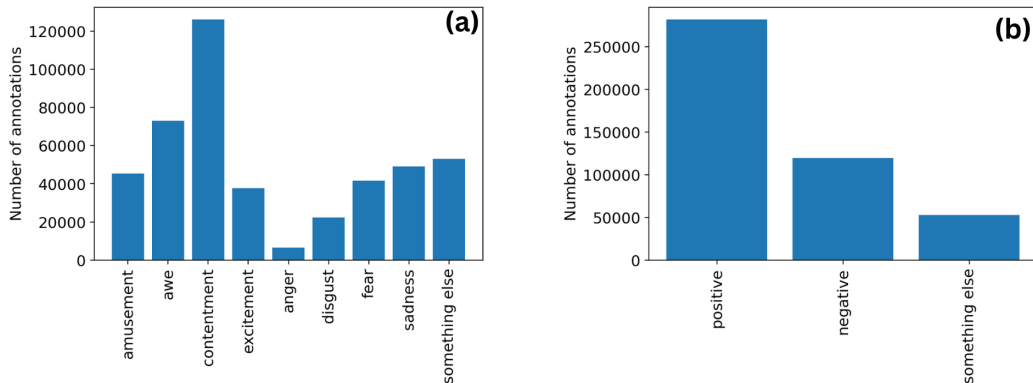 (a)
Number of annotations
120000
100000
80000
60000
40000
20000
0
amusement
awe
contentment
excitement
anger
disgust
fear
sadness
something else
(b)
Number of annotations
250000
200000
150000
100000
50000
0
positive
negative
something else